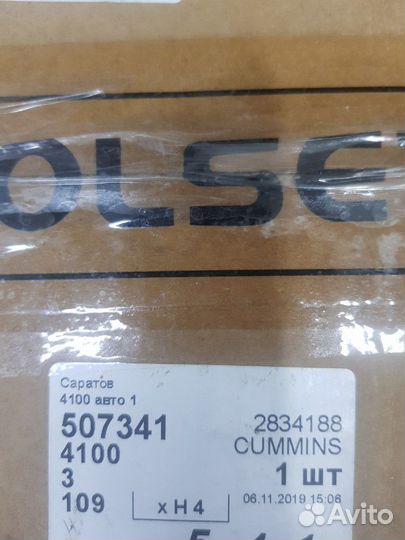 OLSE
Саратов
4100 авто 1
507341
2834188
4100
CUMMINS
3
1 шт
109
x H 4
06.11.2019 15:06
Avito